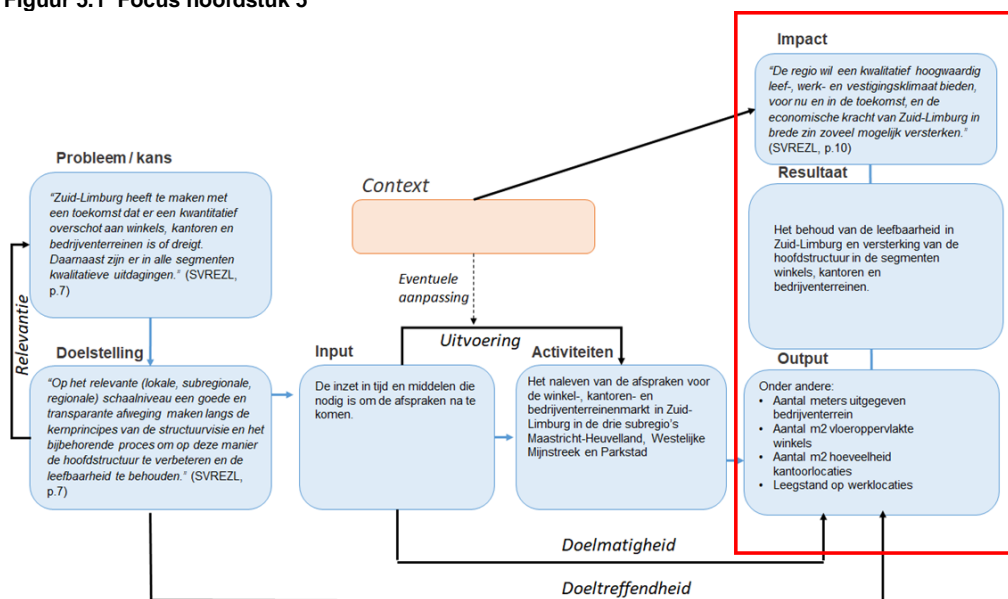 Figuur 5.1 Focus hoofdstuk 5
Impact
"De regio wil een kwalitatief hoogwaardig
leef-, werk- en vestigingsklimaat bieden,
voor nu en in de toekomst, en de
economische kracht van Zuid-Limburg in
brede zin zoveel mogelijk versterken."
(SVREZL, p.10)
Resultaat
Het behoud van de leefbaarheid in
Zuid-Limburg en versterking van de
hoofdstructuur in de segmenten
winkels, kantoren en
bedrijventerreinen.
Output
Onder andere:
• Aantal meters uitgegeven
bedrijventerrein
• Aantal m2 vloeroppervlakte
winkels
• Aantal m2 hoeveelheid
kantoorlocaties
• Leegstand op werklocaties
Probleem / kans
"Zuid-Limburg heeft te maken met
een toekomst dat er een kwantitatief
overschot aan winkels, kantoren en
bedrijventerreinen is of dreigt.
Daarnaast zijn er in alle segmenten
kwalitatieve uitdagingen." (SVREZL,
p.7)
Relevantie
Doelstelling
"Op het relevante (lokale, subregionale,
regionale) schaalniveau een goede en
transparante afweging maken langs de
kernprincipes van de structuurvisie en het
bijbehorende proces om op deze manier
de hoofdstructuur te verbeteren en de
leefbaarheid te behouden." (SVREZL,
p.7)
Context
Eventuele
aanpassing
Uitvoering
Input
De inzet in tijd en middelen die
nodig is om de afspraken na te
komen.
Activiteiten
Het naleven van de afspraken voor
de winkel-, kantoren- en
bedrijventerreinenmarkt in Zuid-
Limburg in de drie subregio's
Maastricht-Heuvelland, Westelijke
Mijnstreek en Parkstad
Doelmatigheid
Doeltreffendheid